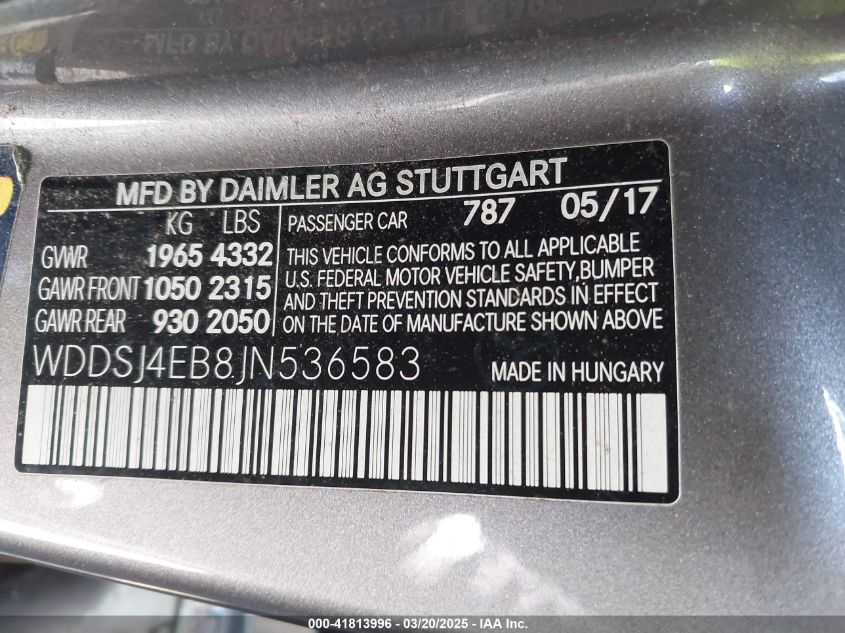 MFD BY DAIMLER AG STUTTGART
KG LBS
GVWR 1965 4332
GAWR FRONT 1050 2315
GAWR REAR 930 2050
PASSENGER CAR 787 05/17
THIS VEHICLE CONFORMS TO ALL APPLICABLE
U.S. FEDERAL MOTOR VEHICLE SAFETY,BUMPER
AND THEFT PREVENTION STANDARDS IN EFFECT
ON THE DATE OF MANUFACTURE SHOWN ABOVE
WDDSJ4EB8JN536583 MADE IN HUNGARY
000-41813996 - 03/20/2025 - IAA Inc.